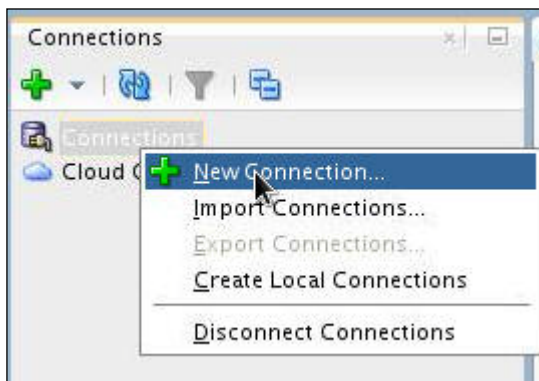 Connections
Connections
Cloud C
New Connection...
Import Connections...
Export Connections...
Create Local Connections
Disconnect Connections